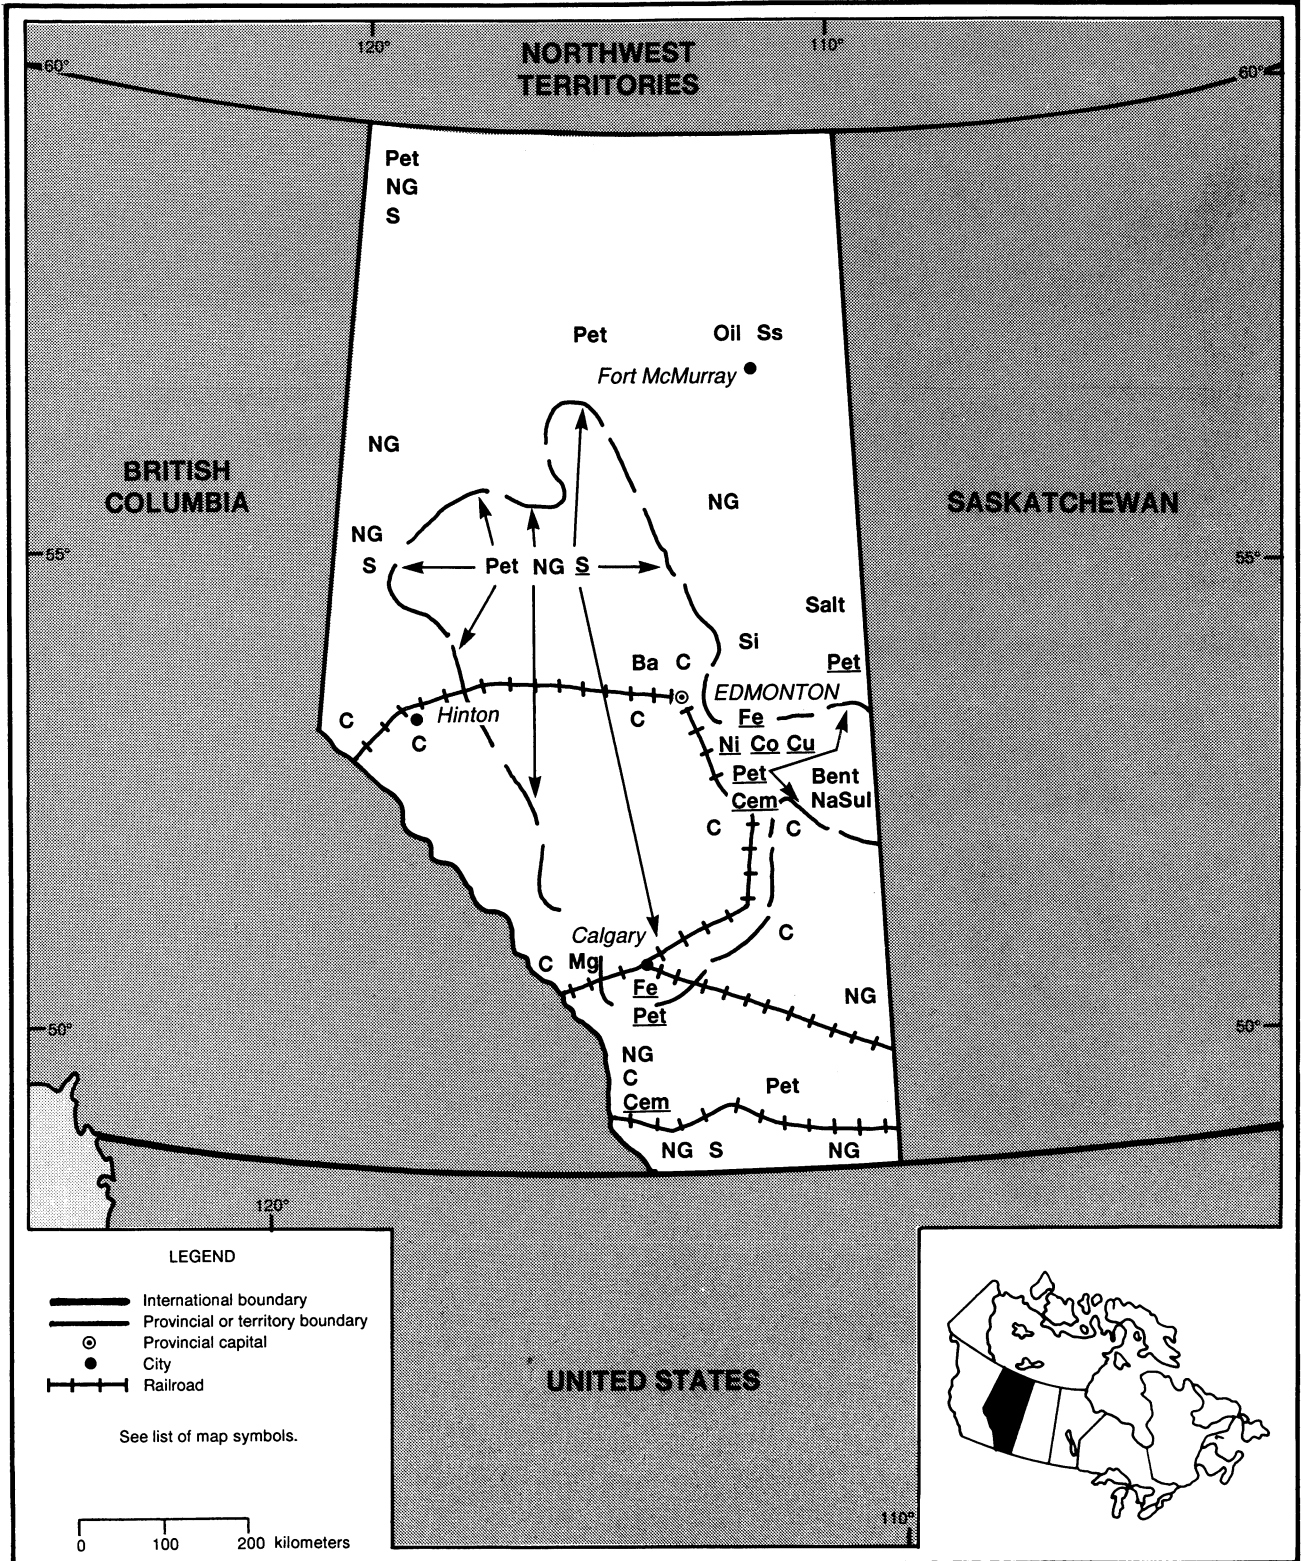 120°
110°
NORTHWEST
TERRITORIES
60°
60°
Pet
NG
S
Pet
Oil Ss
Fort McMurray
NG
BRITISH
COLUMBIA
NG
SASKATCHEWAN
NG
S
55°
55°
Pet NG S
Salt
Si
Ba C
Pet
EDMONTON
C
Hinton
C
C
Fe
Ni Co Cu
Pet
Bent
NaSul
Cem
C
C
Calgary
C
C Mg
Fe
NG
Pet
50°
50°
NG
C
Cem
Pet
NG S
NG
120°
LEGEND
International boundary
Provincial or territory boundary
Provincial capital
City
Railroad
See list of map symbols.
0 100 200 kilometers
UNITED STATES
110°